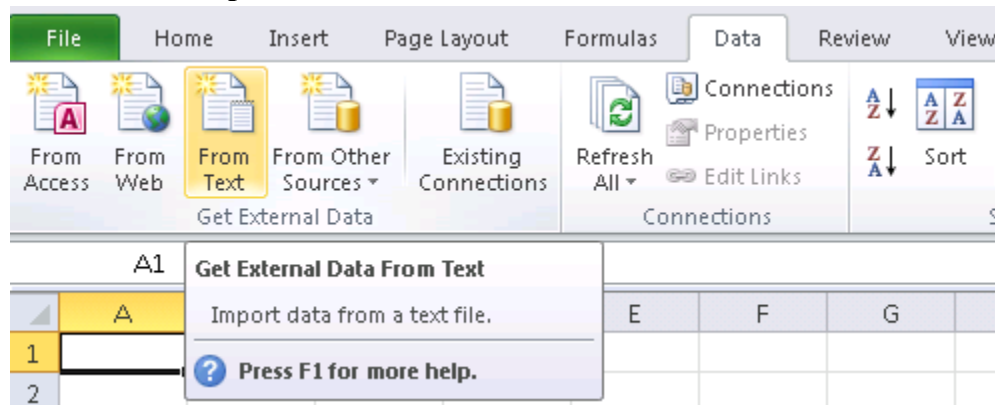 File Home Insert Page Layout Formulas Data Review View
From Access
From Web
From Text
From Other Sources
Existing Connections
Get External Data
Refresh All
Connections
Properties
Edit Links
Connections
A Z
Z A
A Z
Z A
Sort
A1
Get External Data From Text
Import data from a text file.
Press F1 for more help.
A E F G
1
2